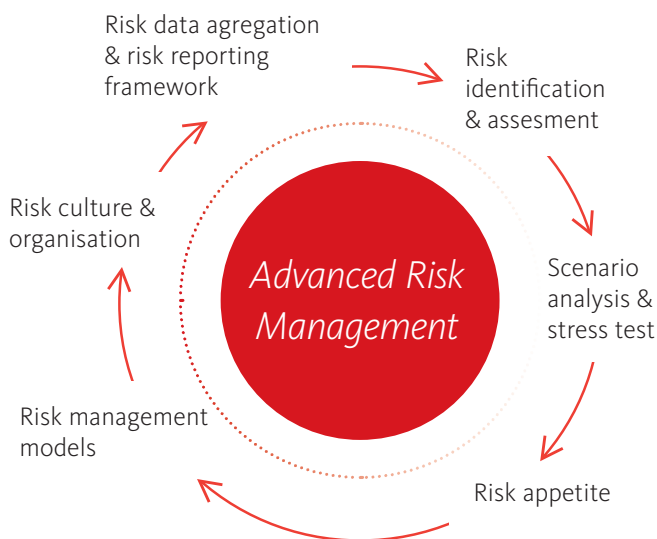 Risk data agregation
& risk reporting
framework
Risk
identification
& assesment
Scenario
analysis &
stress test
Risk appetite
Risk management
models
Risk culture &
organisation
Advanced Risk
Management